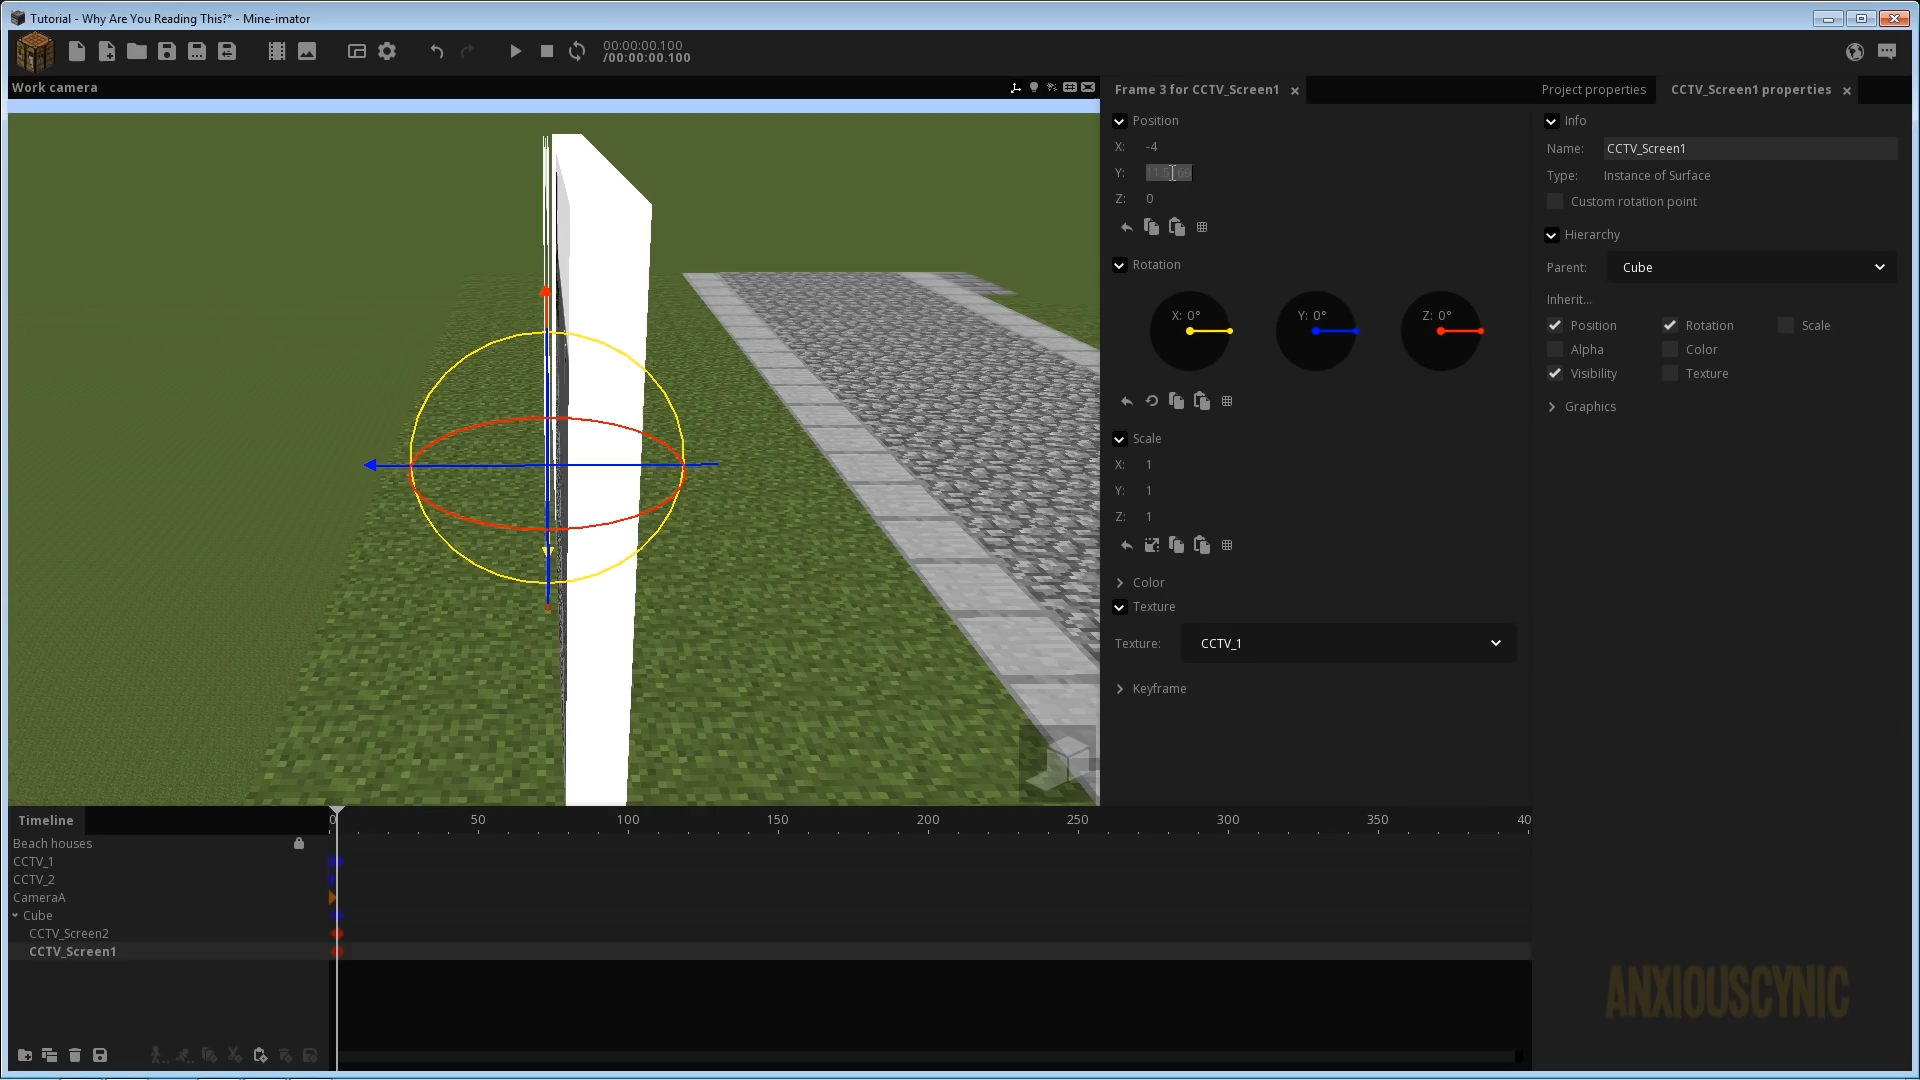 Tutorial - Why Are You Reading This?* - Mine-imator
00:00:00.100
/00:00:00.100
Work camera
Frame 3 for CCTV_Screen1
Project properties
CCTV_Screen1 properties
Position
X: -4
Y:
Z: 0
Rotation
X: 0°
Y: 0°
Z: 0°
Scale
X: 1
Y: 1
Z: 1
Color
Texture
Texture: CCTV_1
Keyframe
Info
Name: CCTV_Screen1
Type: Instance of Surface
Custom rotation point
Hierarchy
Parent: Cube
Inherit...
Position Rotation Scale
Alpha Color
Visibility Texture
Graphics
Timeline
0 50 100 150 200 250 300 350 40
Beach houses
CCTV_1
CCTV_2
CameraA
Cube
CCTV_Screen2
CCTV_Screen1
ANXIOUSCYNIC